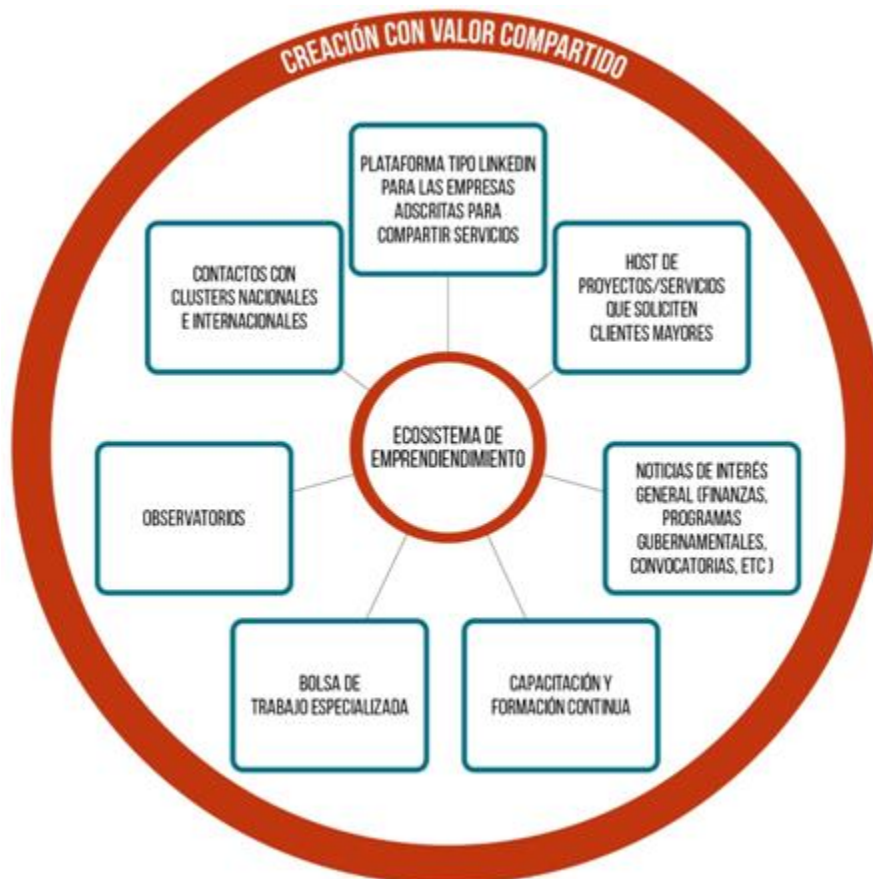 CREACIÓN CON VALOR COMPARTIDO
PLATAFORMA TIPO LINKEDIN
PARA LAS EMPRESAS
ADSCRITAS PARA
COMPARTIR SERVICIOS
CONTACTOS CON
CLUSTERS NACIONALES
E INTERNACIONALES
HOST DE
PROYECTOS/SERVICIOS
QUE SOLICITEN
CLIENTES MAYORES
ECOSISTEMA DE
EMPRENDIENDIMIENTO
OBSERVATORIOS
NOTICIAS DE INTERÉS
GENERAL (FINANZAS,
PROGRAMAS
GUBERNAMENTALES,
CONVOCATORIAS, ETC )
BOLSA DE
TRABAJO ESPECIALIZADA
CAPACITACIÓN Y
FORMACIÓN CONTINUA